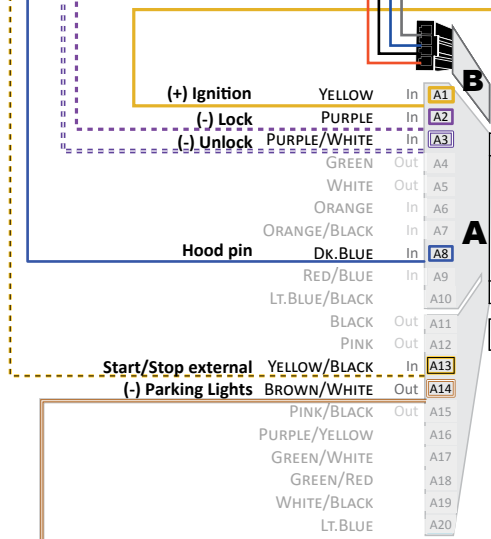 B
(+) Ignition YELLOW In A1
(-) Lock PURPLE In A2
(-) Unlock PURPLE/WHITE In A3
GREEN Out A4
WHITE Out A5
ORANGE In A6
ORANGE/BLACK In A7
A
Hood pin DK.BLUE In A8
RED/BLUE In A9
LT.BLUE/BLACK A10
BLACK Out A11
PINK Out A12
Start/Stop external YELLOW/BLACK In A13
(-) Parking Lights BROWN/WHITE Out A14
PINK/BLACK Out A15
PURPLE/YELLOW A16
GREEN/WHITE A17
GREEN/RED A18
WHITE/BLACK A19
LT.BLUE A20